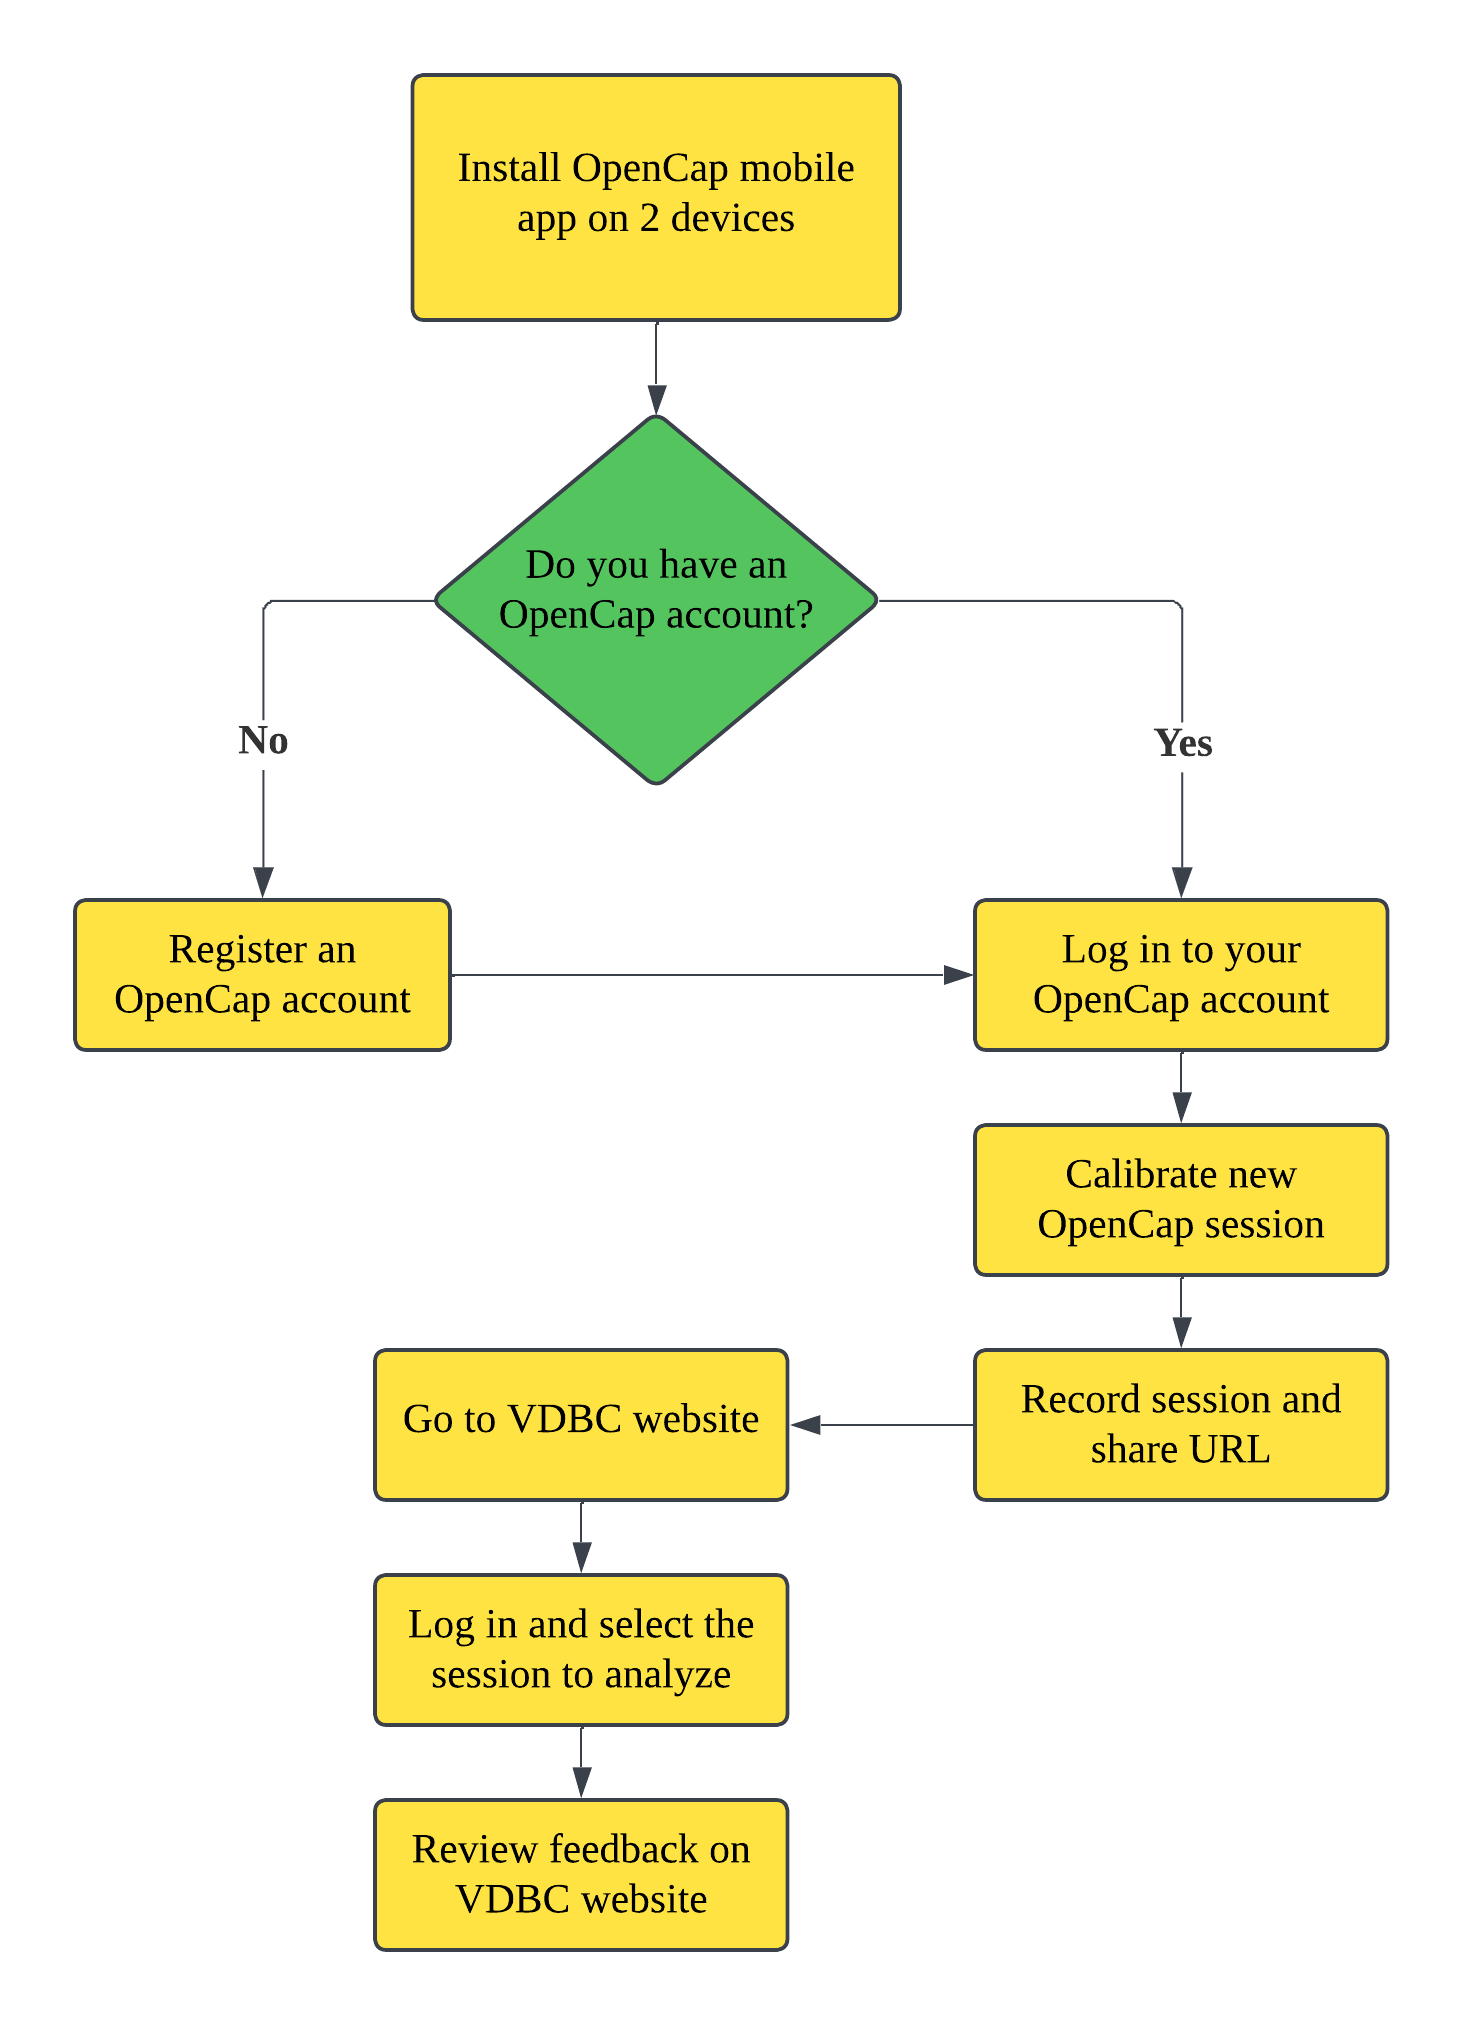 Install OpenCap mobile
app on 2 devices
Do you have an
OpenCap account?
No
Yes
Register an
OpenCap account
Log in to your
OpenCap account
Calibrate new
OpenCap session
Record session and
share URL
Go to VDBC website
Log in and select the
session to analyze
Review feedback on
VDBC website